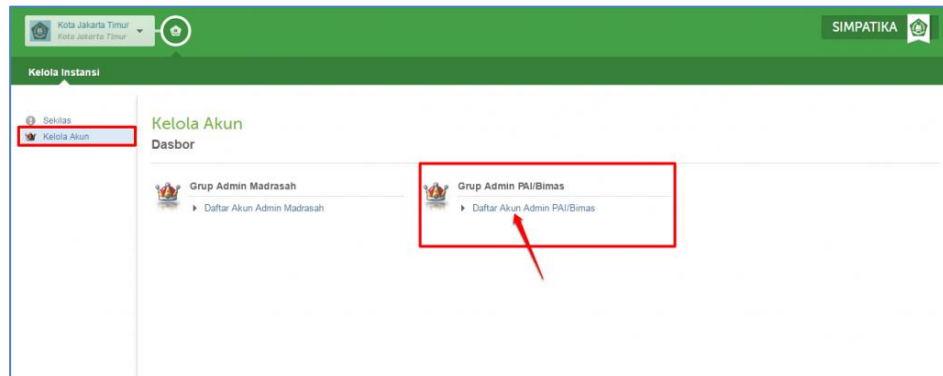 Kota Jakarta Timur
Kota Jakarta Timur
SIMPATIKA
Kelola Instansi
Sekilas
Kelola Akun
Kelola Akun
Dasbor
Grup Admin Madrasah
Daftar Akun Admin Madrasah
Grup Admin PAI/Bimas
Daftar Akun Admin PAI/Bimas